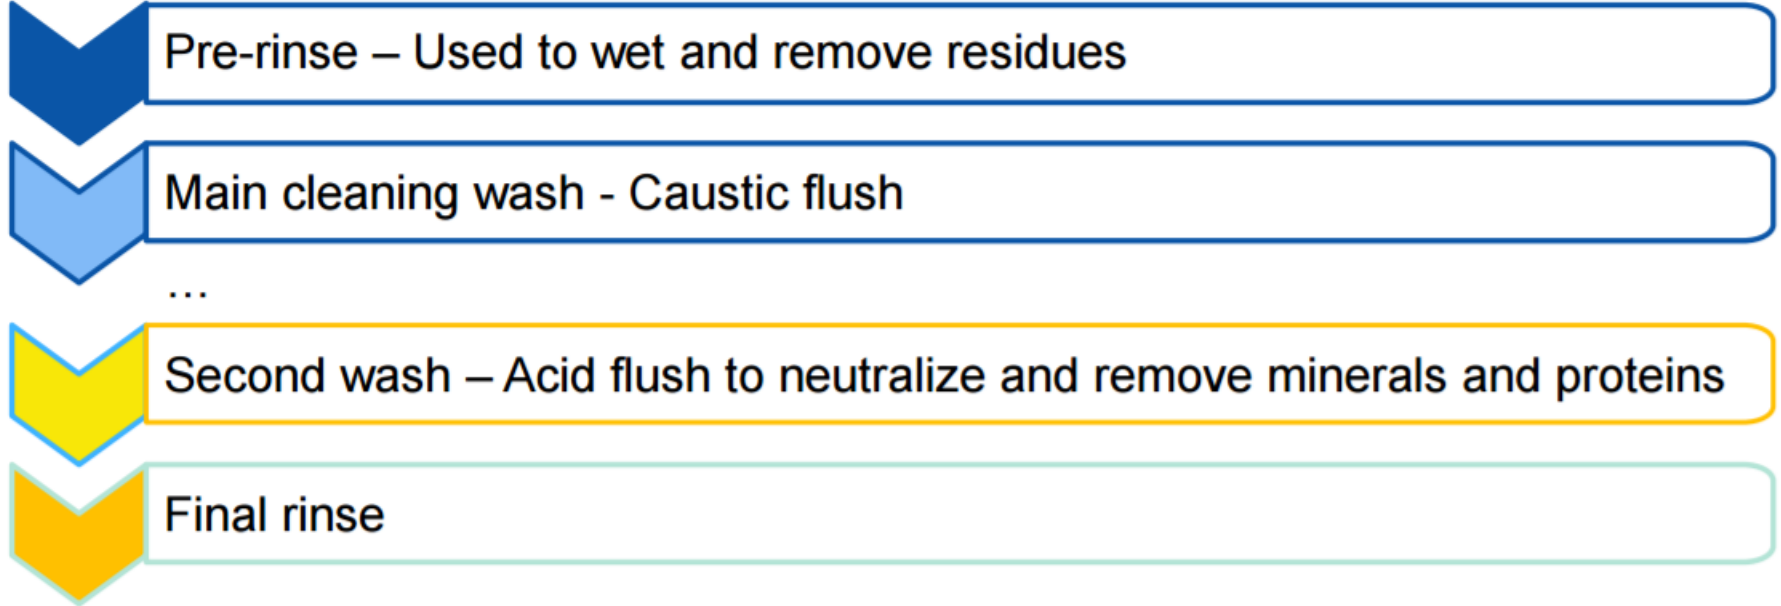 Pre-rinse – Used to wet and remove residues
Main cleaning wash - Caustic flush
…
Second wash – Acid flush to neutralize and remove minerals and proteins
Final rinse